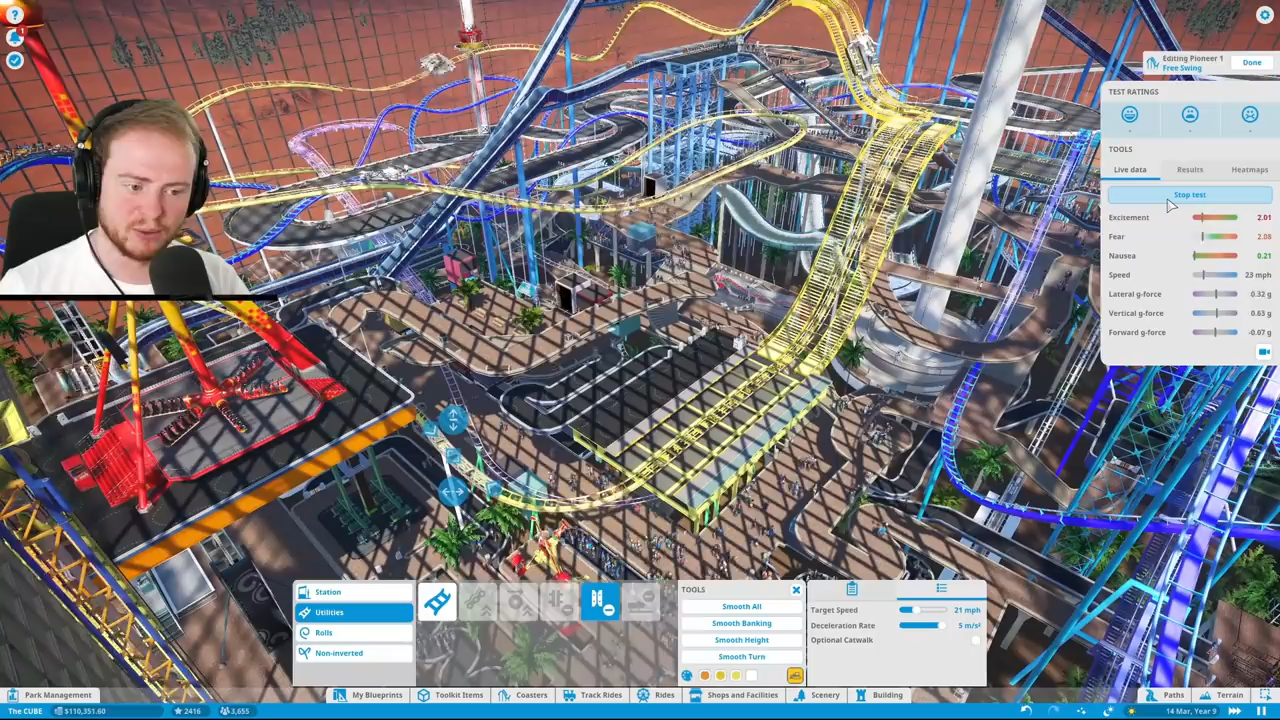 ?
1
Editing Pioneer 1
Free Swing
Done
TEST RATINGS
- - -
TOOLS
Live data Results Heatmaps
Stop test
Excitement 2.01
Fear 2.08
Nausea 0.21
Speed 23 mph
Lateral g-force 0.32 g
Vertical g-force 0.63 g
Forward g-force -0.07 g
Station
Utilities
Rolls
Non-inverted
TOOLS
Smooth All
Smooth Banking
Smooth Height
Smooth Turn
Target Speed 21 mph
Deceleration Rate 5 m/s²
Optional Catwalk
Park Management My Blueprints Toolkit Items Coasters Track Rides Rides Shops and Facilities Scenery Building Paths Terrain
The CUBE $110,351.60 2416 3,655 14 Mar, Year 9